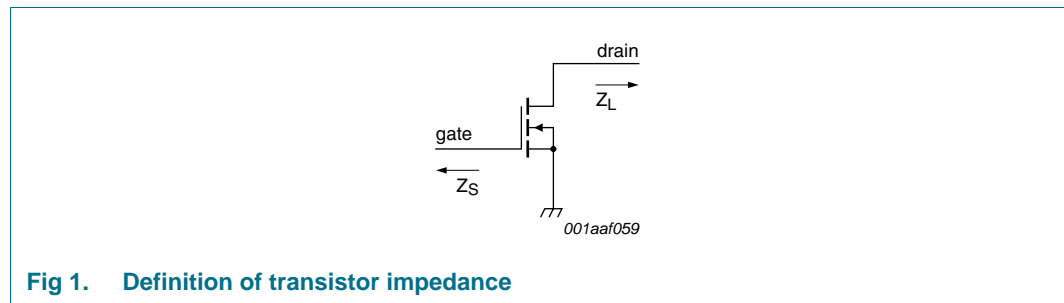 drain
Z_L
gate
Z_S
001aaf059
Fig 1. Definition of transistor impedance